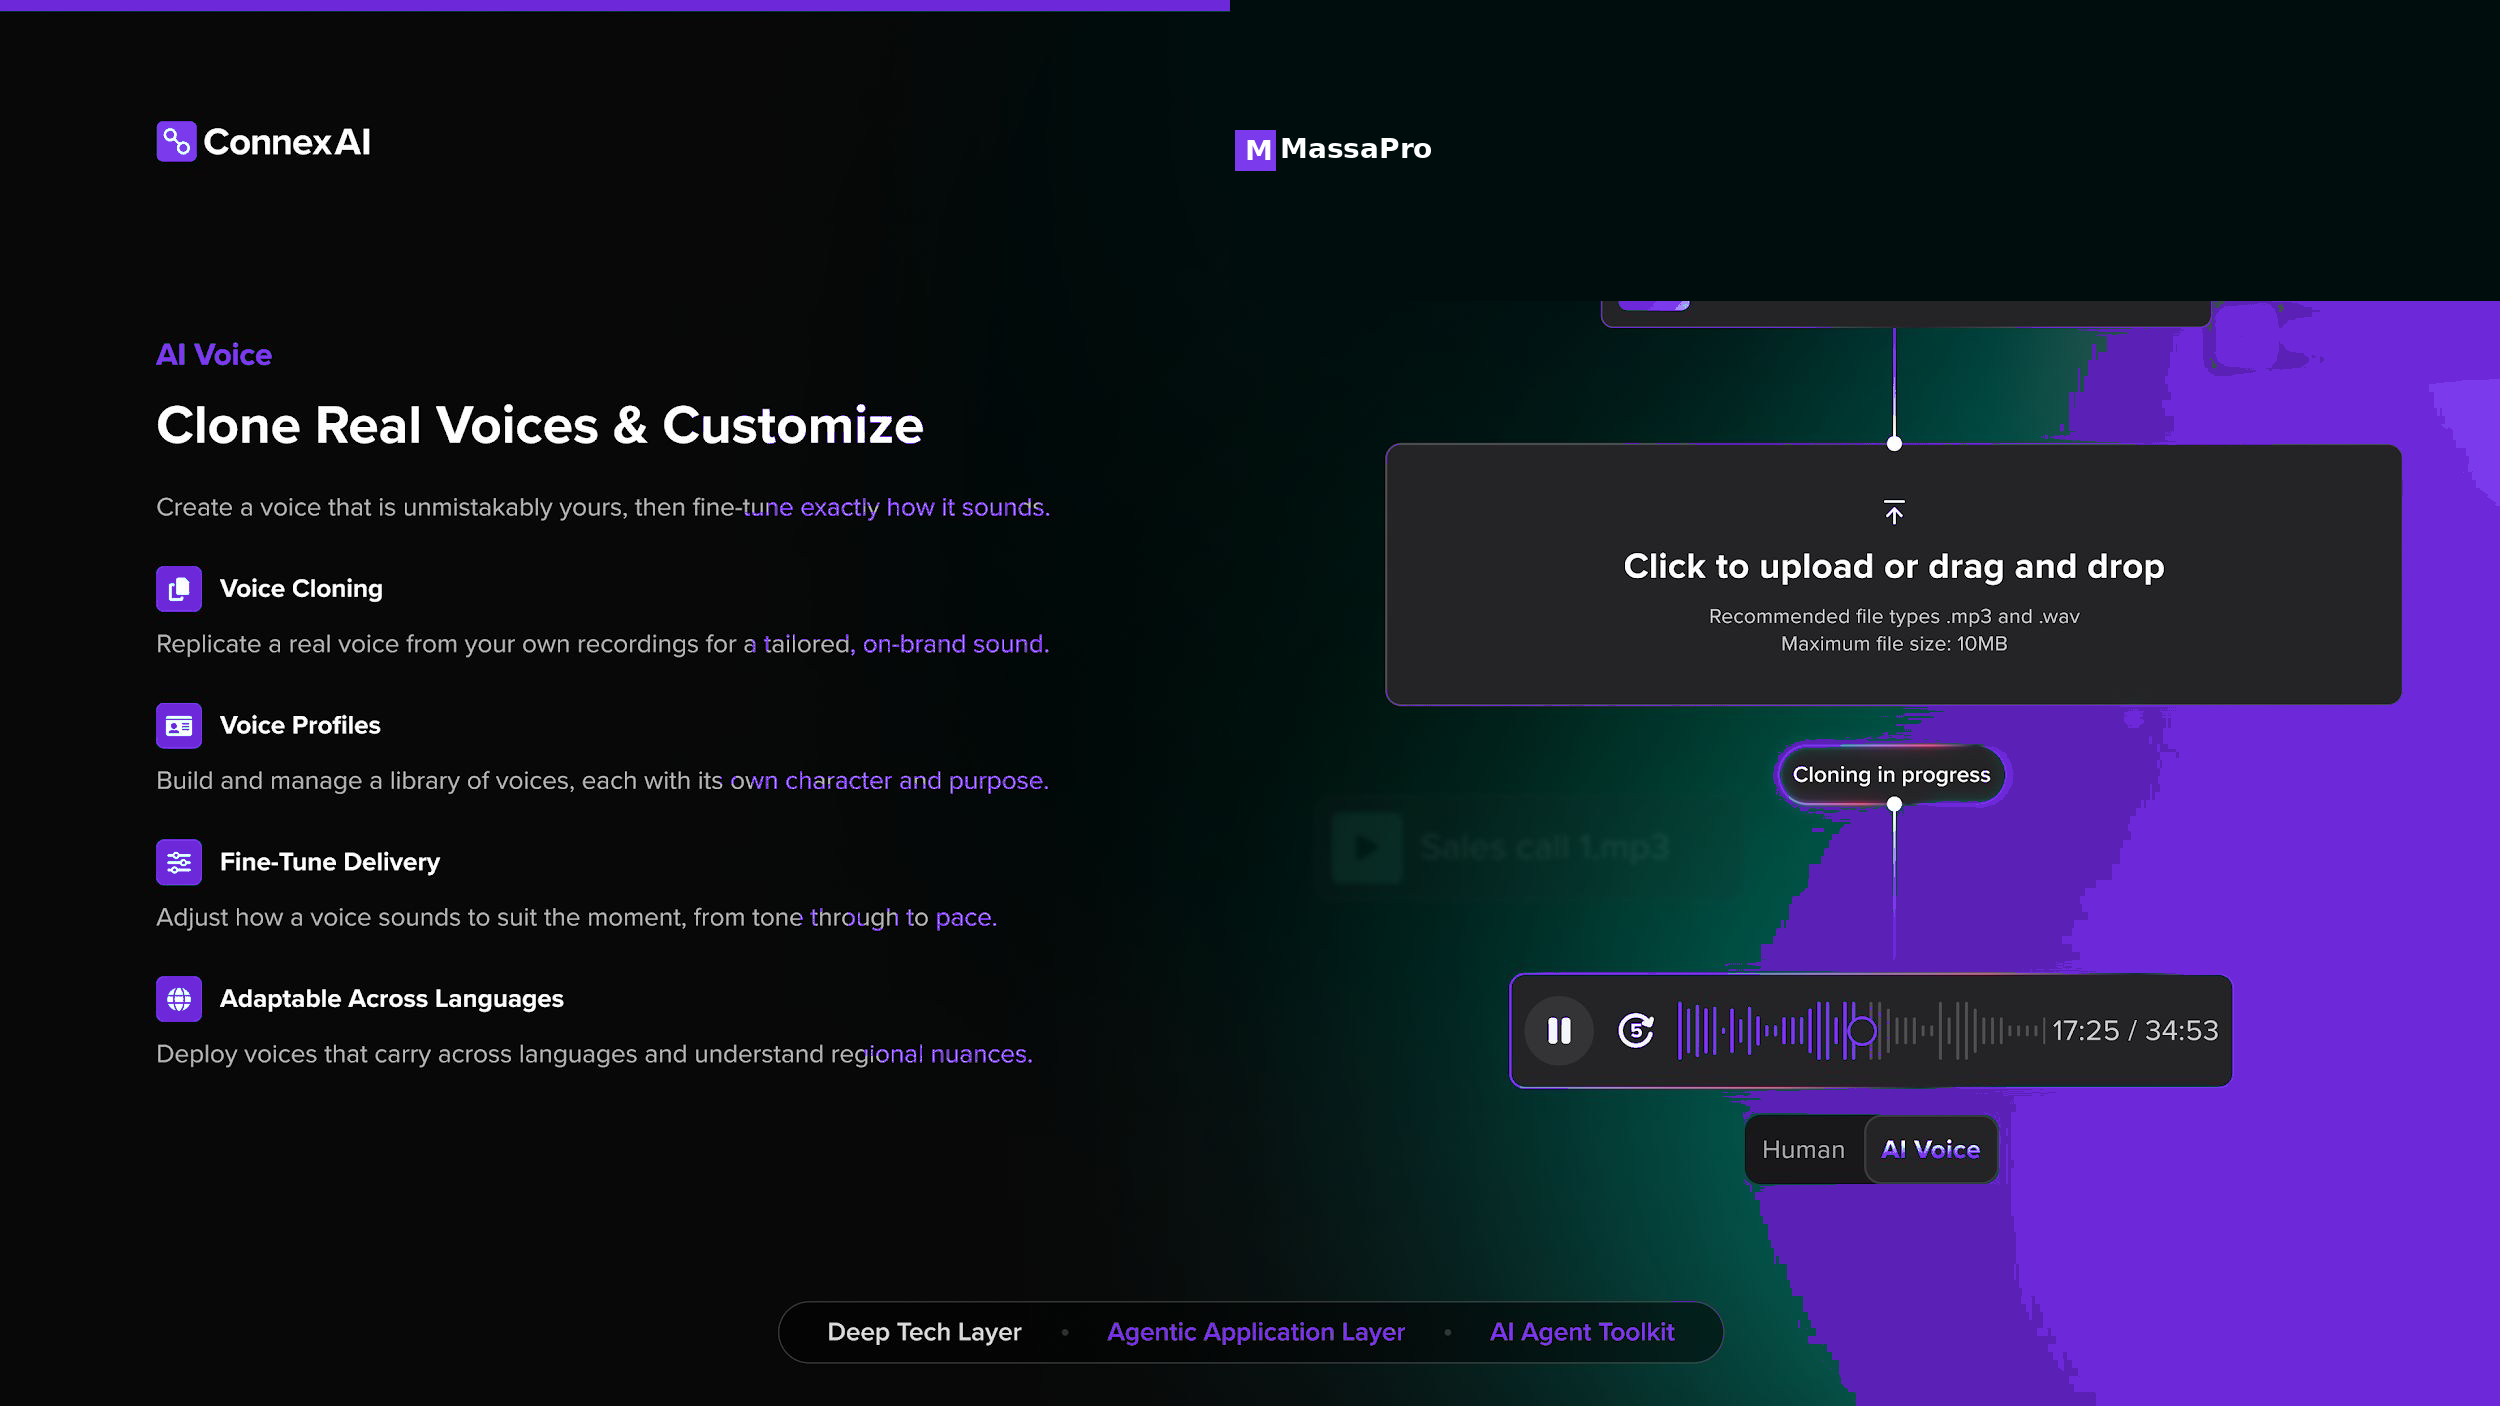 ConnexAI
M MassaPro
AI Voice
Clone Real Voices & Customize
Create a voice that is unmistakably yours, then fine-tune exactly how it sounds.
Voice Cloning
Replicate a real voice from your own recordings for a tailored, on-brand sound.
Voice Profiles
Build and manage a library of voices, each with its own character and purpose.
Fine-Tune Delivery
Adjust how a voice sounds to suit the moment, from tone through to pace.
Adaptable Across Languages
Deploy voices that carry across languages and understand regional nuances.
Click to upload or drag and drop
Recommended file types .mp3 and .wav
Maximum file size: 10MB
Cloning in progress
Sales call 1.mp3
5
17:25 / 34:53
Human
AI Voice
Deep Tech Layer • Agentic Application Layer • AI Agent Toolkit